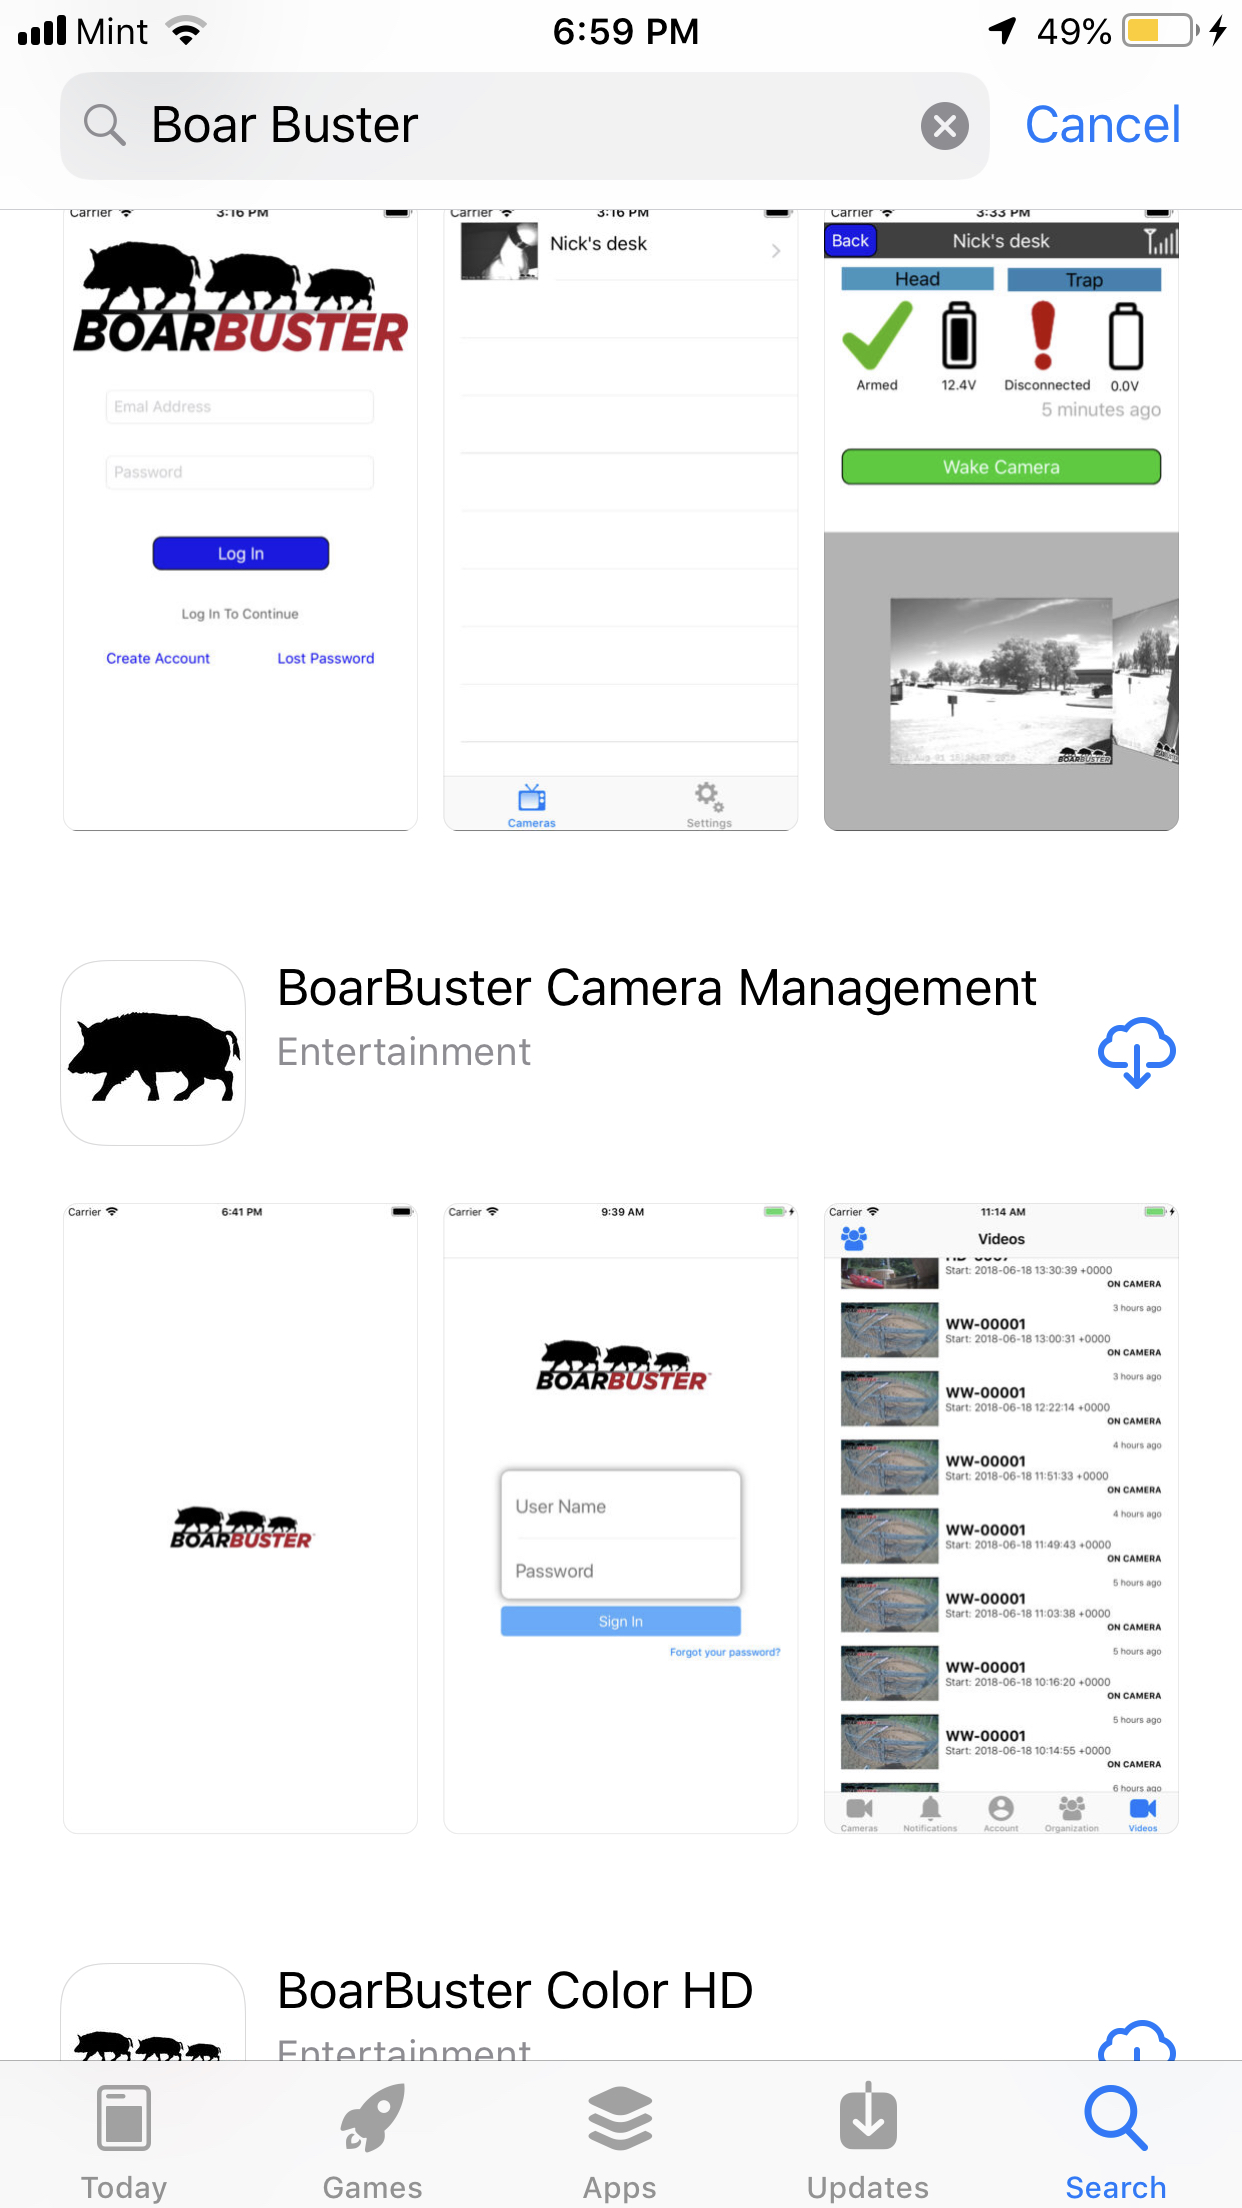 Mint 6:59 PM 49%
Boar Buster Cancel
Carrier 3:16 PM
BOARBUSTER
Emal Address
Password
Log In
Log In To Continue
Create Account Lost Password
Carrier 3:16 PM
Nick's desk
Cameras Settings
Carrier 3:33 PM
Back Nick's desk
Head Trap
Armed 12.4V Disconnected 0.0V
5 minutes ago
Wake Camera
BOARBUSTER
BoarBuster Camera Management
Entertainment
Carrier 6:41 PM
BOARBUSTER
Carrier 9:39 AM
BOARBUSTER
User Name
Password
Sign In
Forgot your password?
Carrier 11:14 AM
Videos
Start: 2018-06-18 13:30:39 +0000
ON CAMERA
3 hours ago
WW-00001
Start: 2018-06-18 13:00:31 +0000
ON CAMERA
3 hours ago
WW-00001
Start: 2018-06-18 12:22:14 +0000
ON CAMERA
4 hours ago
WW-00001
Start: 2018-06-18 11:51:33 +0000
ON CAMERA
4 hours ago
WW-00001
Start: 2018-06-18 11:49:43 +0000
ON CAMERA
5 hours ago
WW-00001
Start: 2018-06-18 11:03:38 +0000
ON CAMERA
5 hours ago
WW-00001
Start: 2018-06-18 10:16:20 +0000
ON CAMERA
5 hours ago
WW-00001
Start: 2018-06-18 10:14:55 +0000
ON CAMERA
6 hours ago
Cameras Notifications Account Organization Videos
BoarBuster Color HD
Entertainment
Today Games Apps Updates Search